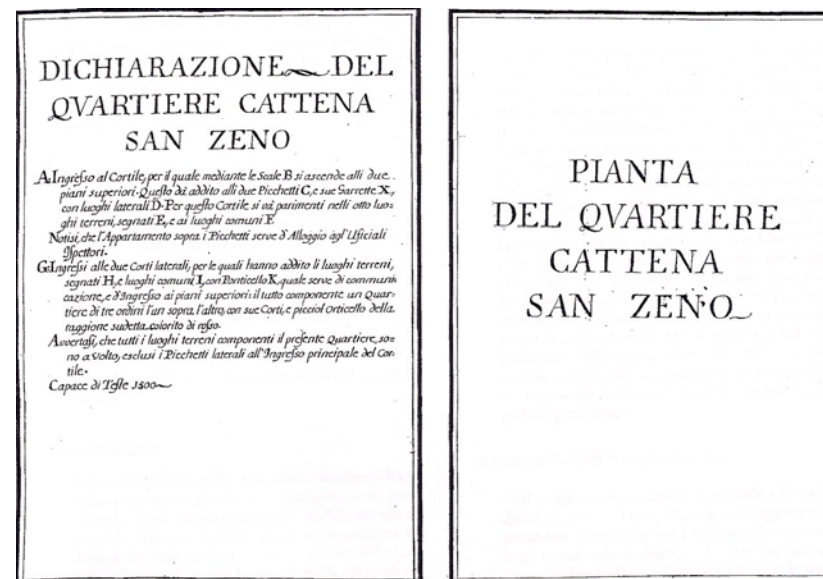 DICHIARAZIONE DEL
QVARTIERE CATTENA
SAN ZENO
A. Ingresso al Cortile, per il quale mediante le Scale B si ascende alli due
piani superiori. Questo dà addito alli due Picchetti C, e sue Garrette X,
con luoghi laterali D. Per questo Cortile si và parimenti nelli otto luo=
ghi terreni, segnati E, e ai luoghi comuni F.
Notisi, che l'Appartamento sopra i Picchetti serve d'Alloggio agl' Ufficiali
Ispettori.
G. Ingressi alle due Corti laterali, per le quali hanno addito li luoghi terreni,
segnati H, e luoghi comuni I, con Ponticello K, quale serve di communi
cazione, e d'Ingresso ai piani superiori: il tutto componente un Quar=
tiere di tre ordini l'un sopra l'altro, con sue Corti, e picciol Orticello della
raggione sudetta colorito di rosso.
Avvertasi, che tutti i luoghi terreni componenti il presente Quartiere, so=
no a volto, esclusi i Picchetti laterali all'Ingresso principale del Cor
tile.
Capace di Teste 1500
PIANTA
DEL QVARTIERE
CATTENA
SAN ZENO